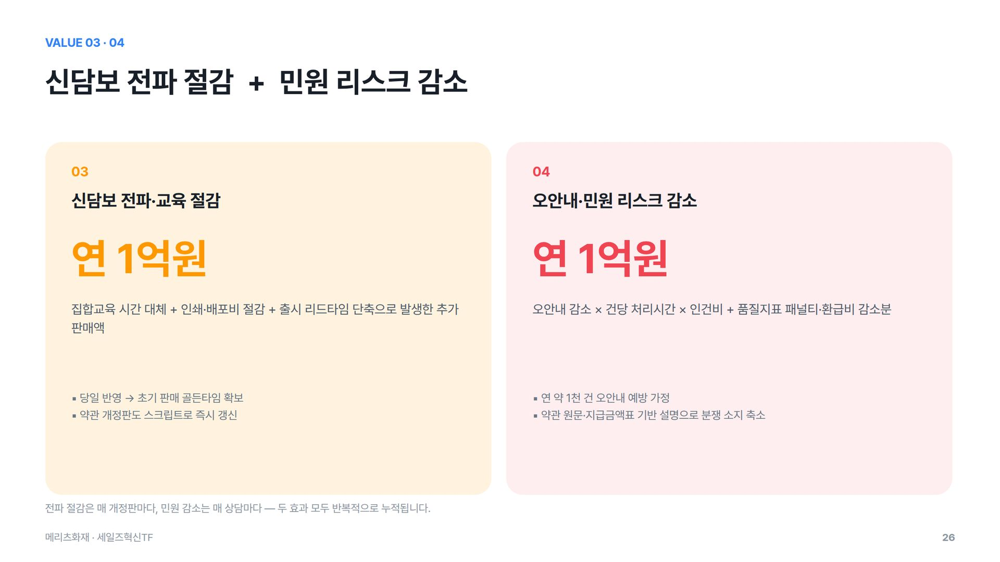 VALUE 03 · 04
신담보 전파 절감 + 민원 리스크 감소
03
신담보 전파·교육 절감
연 1억원
집합교육 시간 대체 + 인쇄·배포비 절감 + 출시 리드타임 단축으로 발생한 추가
판매액
▪ 당일 반영 → 초기 판매 골든타임 확보
▪ 약관 개정판도 스크립트로 즉시 갱신
04
오안내·민원 리스크 감소
연 1억원
오안내 감소 × 건당 처리시간 × 인건비 + 품질지표 패널티·환급비 감소분
▪ 연 약 1천 건 오안내 예방 가정
▪ 약관 원문·지급금액표 기반 설명으로 분쟁 소지 축소
전파 절감은 매 개정판마다, 민원 감소는 매 상담마다 — 두 효과 모두 반복적으로 누적됩니다.
메리츠화재 · 세일즈혁신TF
26